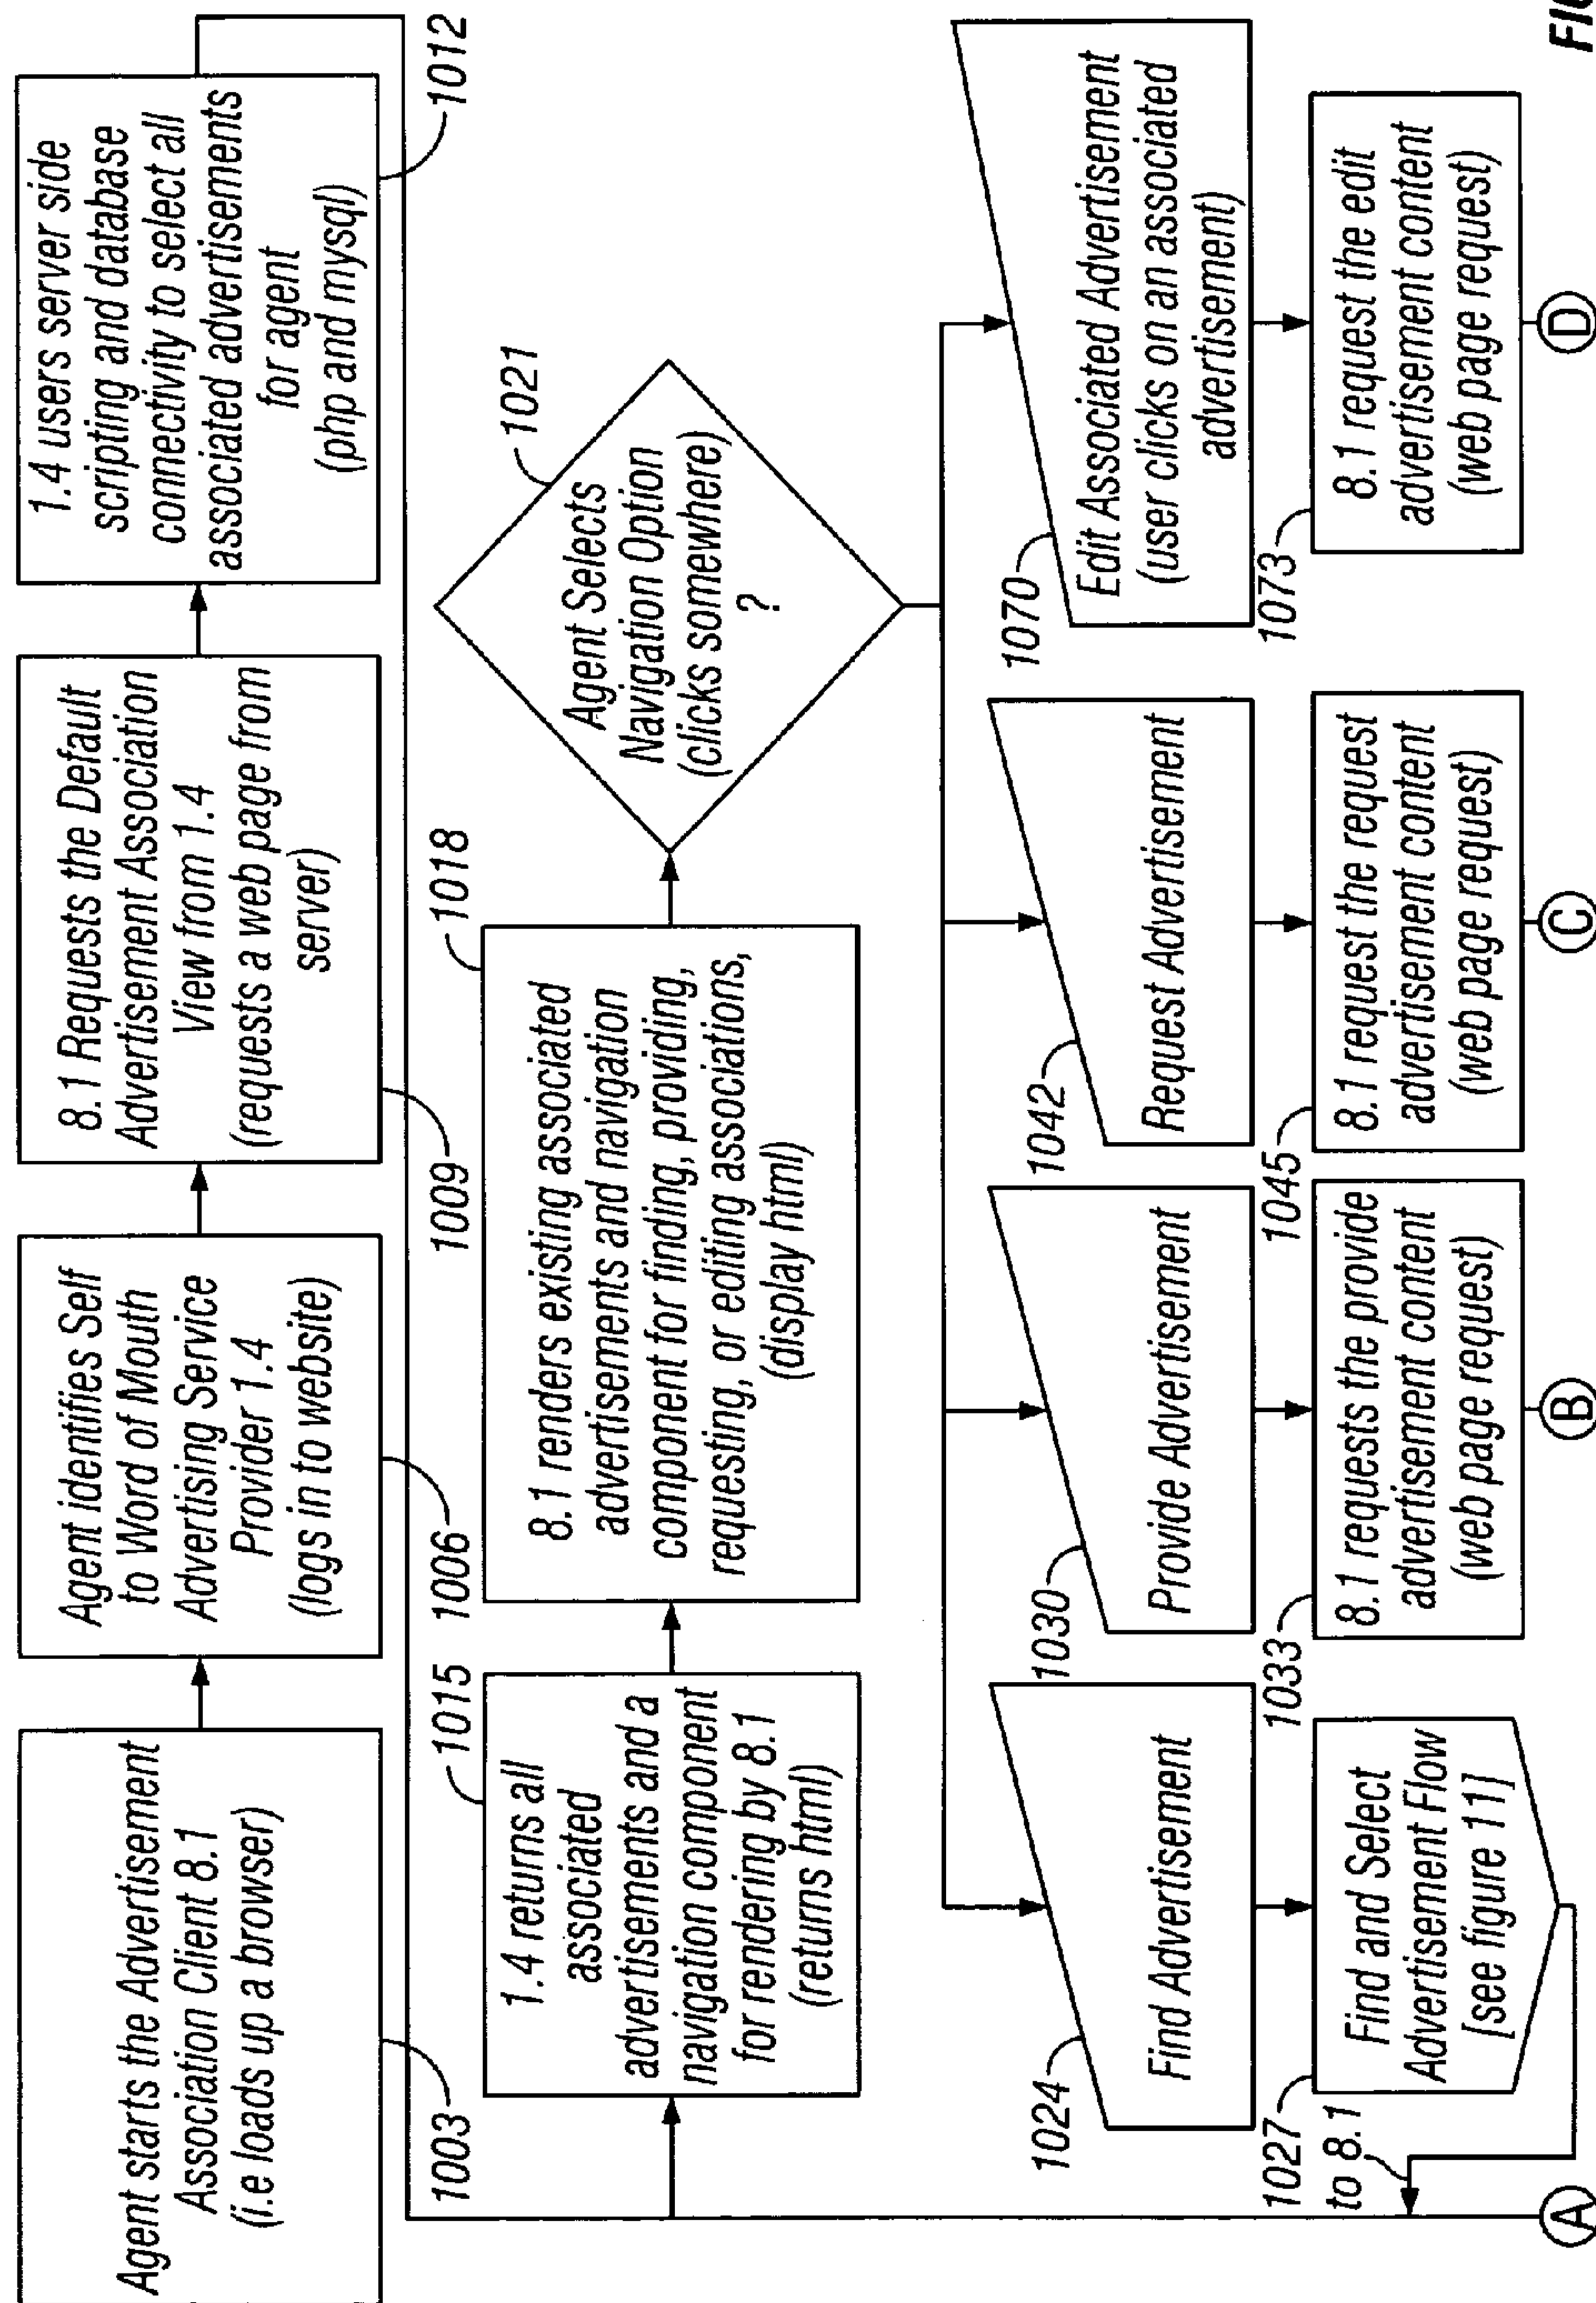 Agent starts the Advertisement
Association Client 8.1
(i.e loads up a browser)
1003
Agent identifies Self
to Word of Mouth
Advertising Service
Provider 1.4
(logs in to website)
1006
8.1 Requests the Default
Advertisement Association
View from 1.4
(requests a web page from
server)
1009
1.4 users server side
scripting and database
connectivity to select all
associated advertisements
for agent
(php and mysql)
1012
1015
1.4 returns all
associated
advertisements and a
navigation component
for rendering by 8.1
(returns html)
1018
8.1 renders existing associated
advertisements and navigation
component for finding, providing,
requesting, or editing associations,
(display html)
1021
Agent Selects
Navigation Option
(clicks somewhere)
?
1024
Find Advertisement
1027
Find and Select
Advertisement Flow
[see figure 11]
to 8.1
A
1030
Provide Advertisement
1033
8.1 requests the provide
advertisement content
(web page request)
B
1042
Request Advertisement
1045
8.1 request the request
advertisement content
(web page request)
C
1070
Edit Associated Advertisement
(user clicks on an associated
advertisement)
1073
8.1 request the edit
advertisement content
(web page request)
D